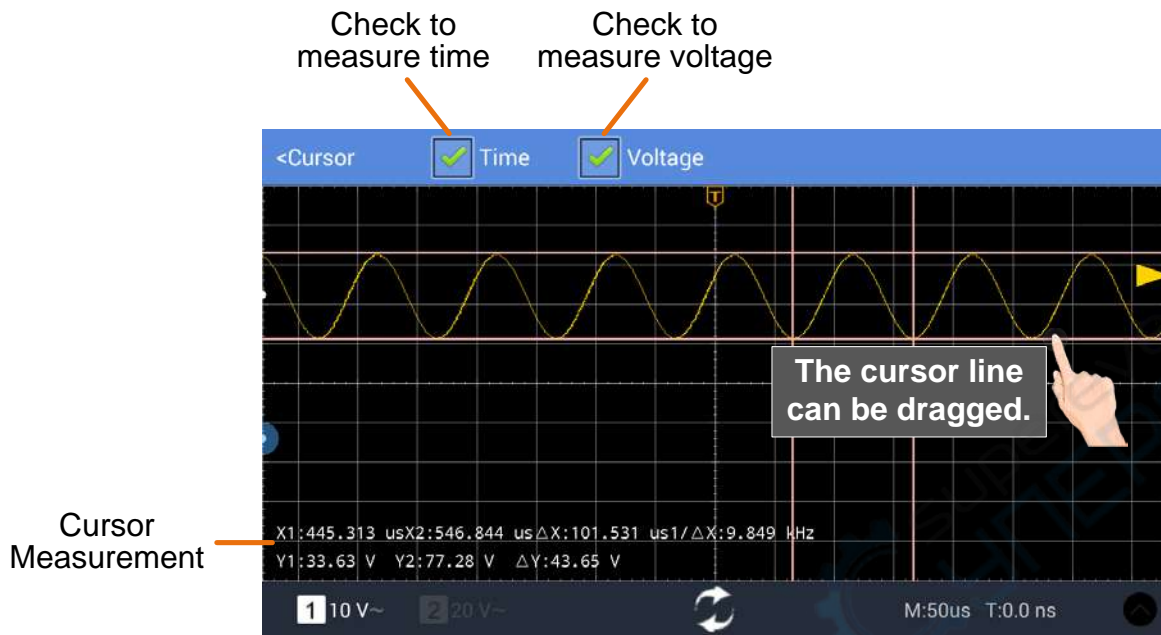 Check to measure time
Check to measure voltage
<Cursor Time Voltage
T
The cursor line
can be dragged.
Cursor
Measurement
X1:445.313 usX2:546.844 us△X:101.531 us1/△X:9.849 kHz
Y1:33.63 V Y2:77.28 V △Y:43.65 V
1 10 V~ 2 20 V~ M:50us T:0.0 ns